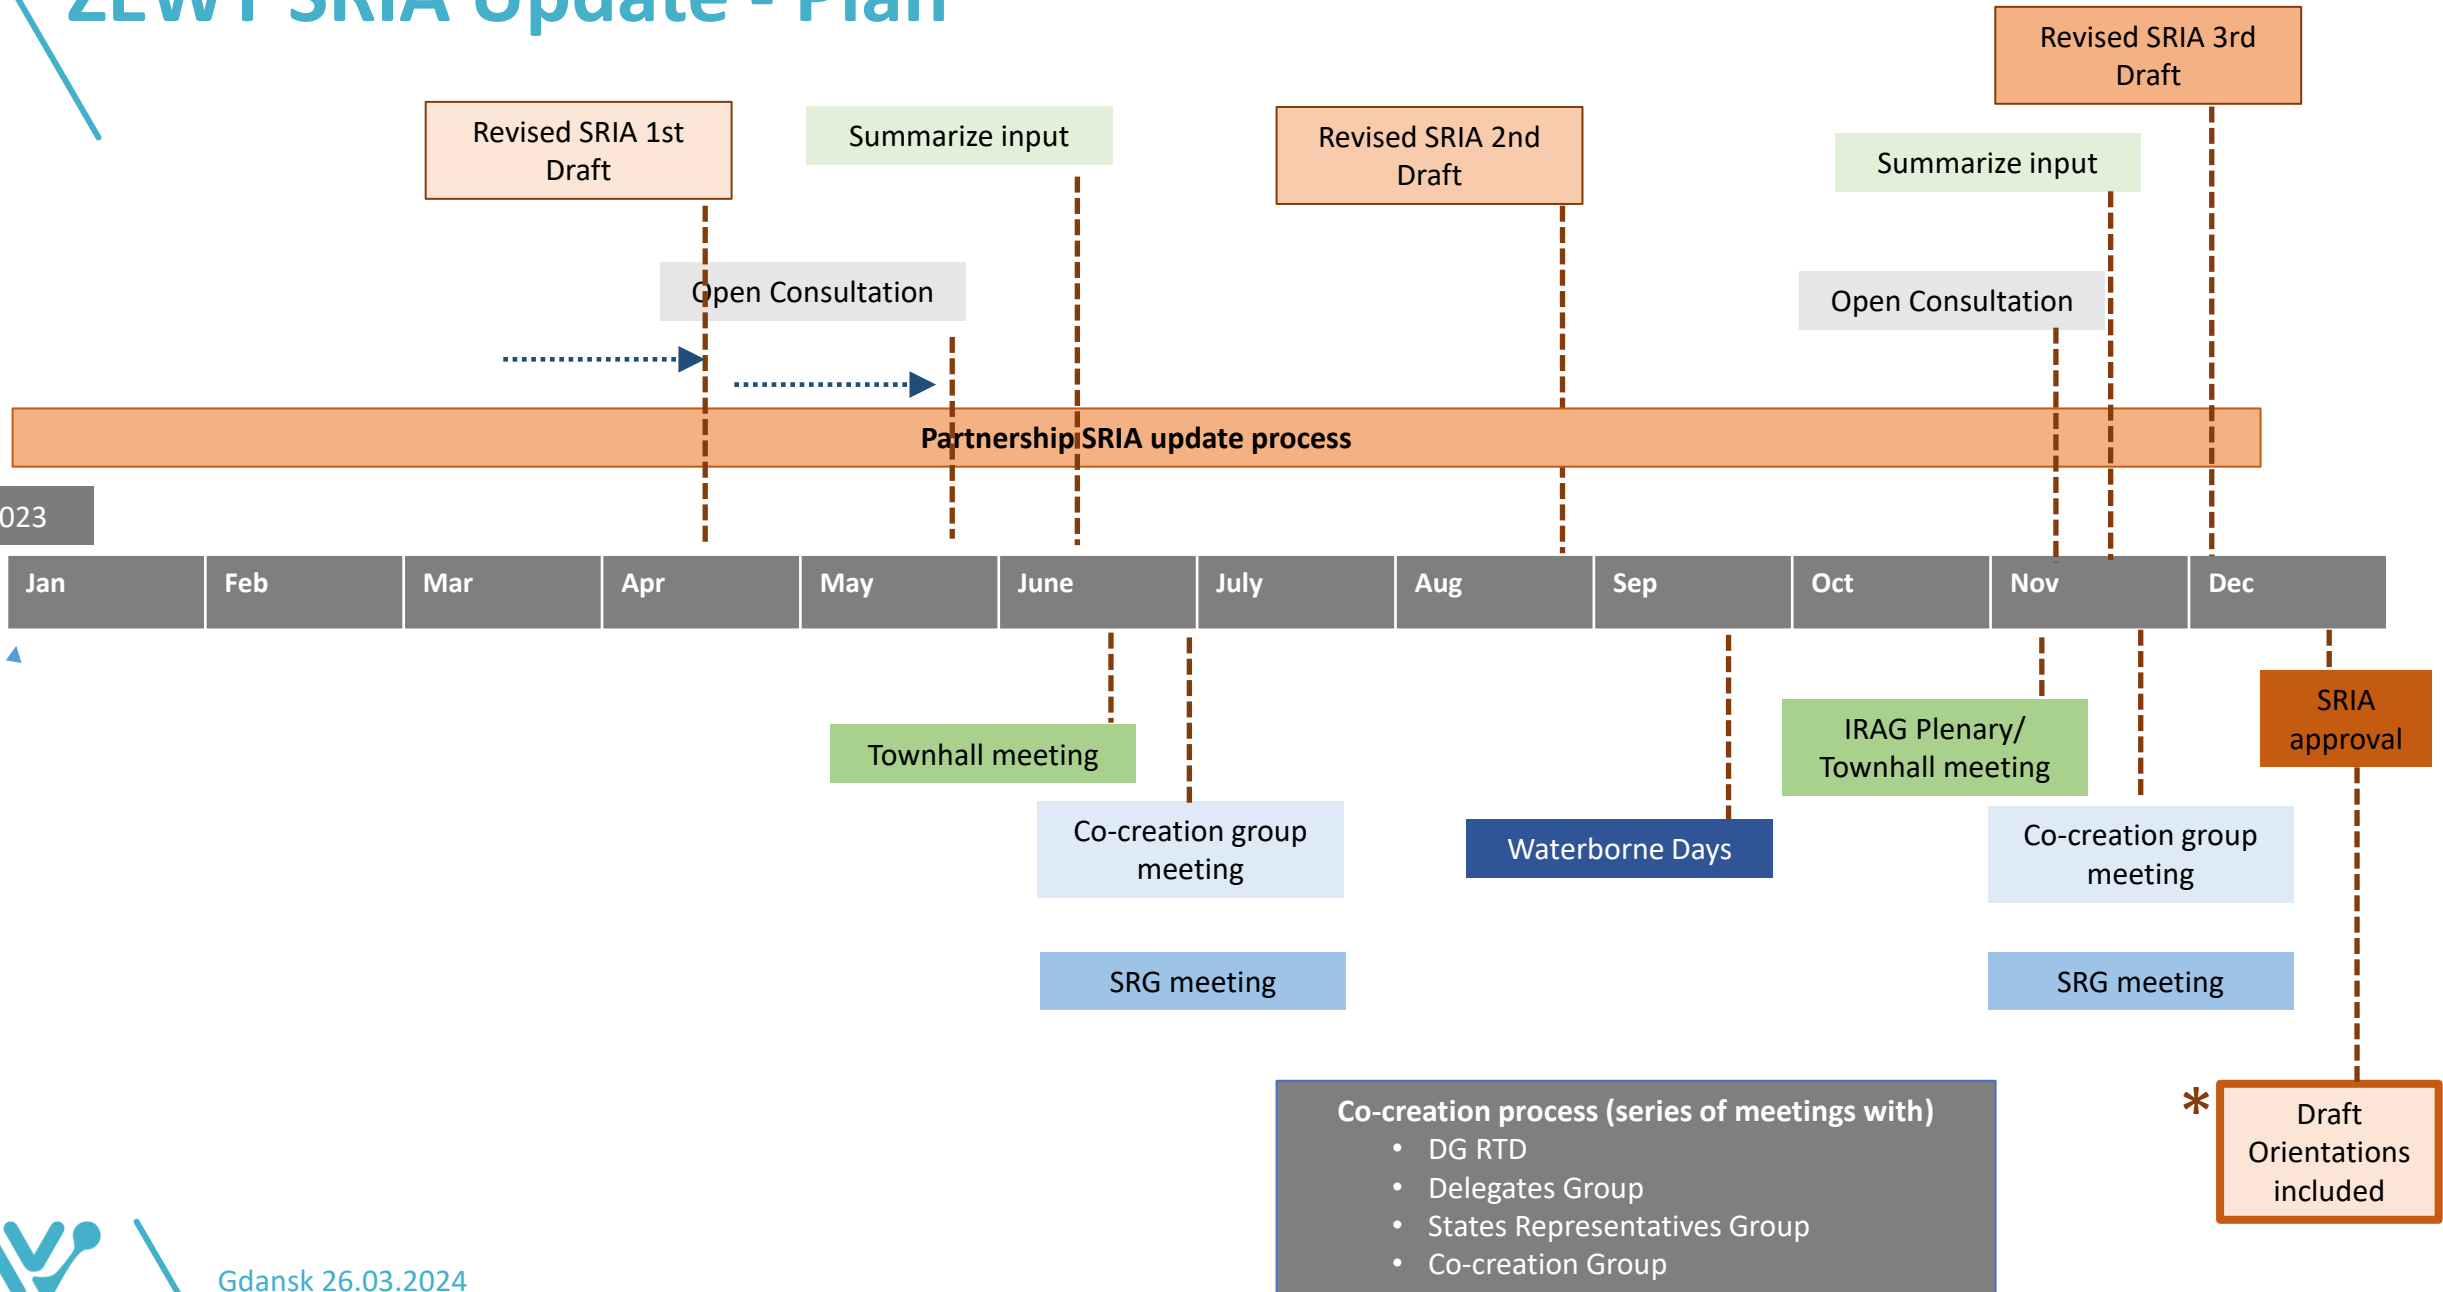 ZEWT SRIA Update - Plan
Revised SRIA 3rd
Draft
Revised SRIA 1st
Draft
Summarize input
Revised SRIA 2nd
Draft
Summarize input
Open Consultation
Open Consultation
Partnership SRIA update process
023
Jan
Feb
Mar
Apr
May
June
July
Aug
Sep
Oct
Nov
Dec
Townhall meeting
IRAG Plenary/
Townhall meeting
SRIA
approval
Co-creation group
meeting
Waterborne Days
Co-creation group
meeting
SRG meeting
SRG meeting
Co-creation process (series of meetings with)
• DG RTD
• Delegates Group
• States Representatives Group
• Co-creation Group
*
Draft
Orientations
included
Gdansk 26.03.2024